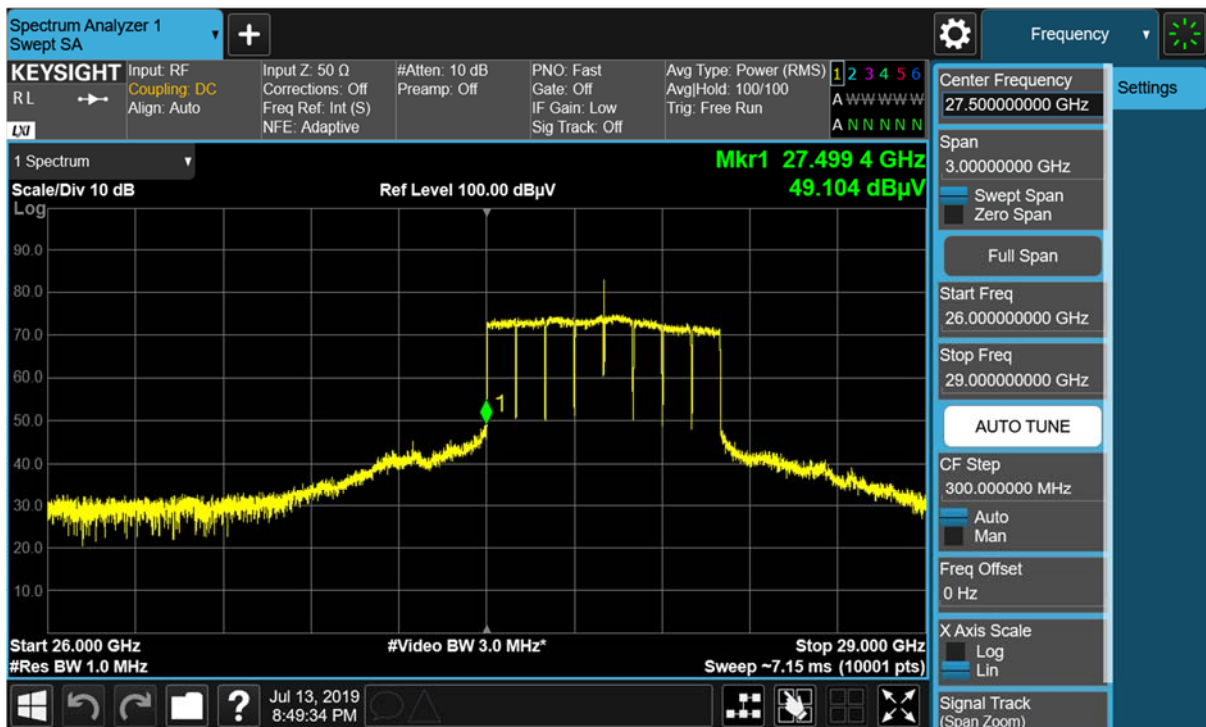 Spectrum Analyzer 1
Swept SA
Frequency
KEYSIGHT
R L
LXI
Input: RF
Coupling: DC
Align: Auto
Input Z: 50 Ω
Corrections: Off
Freq Ref: Int (S)
NFE: Adaptive
#Atten: 10 dB
Preamp: Off
PNO: Fast
Gate: Off
IF Gain: Low
Sig Track: Off
Avg Type: Power (RMS)
Avg|Hold: 100/100
Trig: Free Run
1 2 3 4 5 6
A W W W W W
A N N N N N
1 Spectrum
Scale/Div 10 dB
Ref Level 100.00 dBµV
Mkr1 27.499 4 GHz
49.104 dBµV
Log
90.0
80.0
70.0
60.0
50.0
40.0
30.0
20.0
10.0
1
Start 26.000 GHz
#Res BW 1.0 MHz
#Video BW 3.0 MHz*
Stop 29.000 GHz
Sweep ~7.15 ms (10001 pts)
Center Frequency
27.500000000 GHz
Span
3.00000000 GHz
Swept Span
Zero Span
Full Span
Start Freq
26.000000000 GHz
Stop Freq
29.000000000 GHz
AUTO TUNE
CF Step
300.000000 MHz
Auto
Man
Freq Offset
0 Hz
X Axis Scale
Log
Lin
Signal Track
(Span Zoom)
Settings
?
Jul 13, 2019
8:49:34 PM